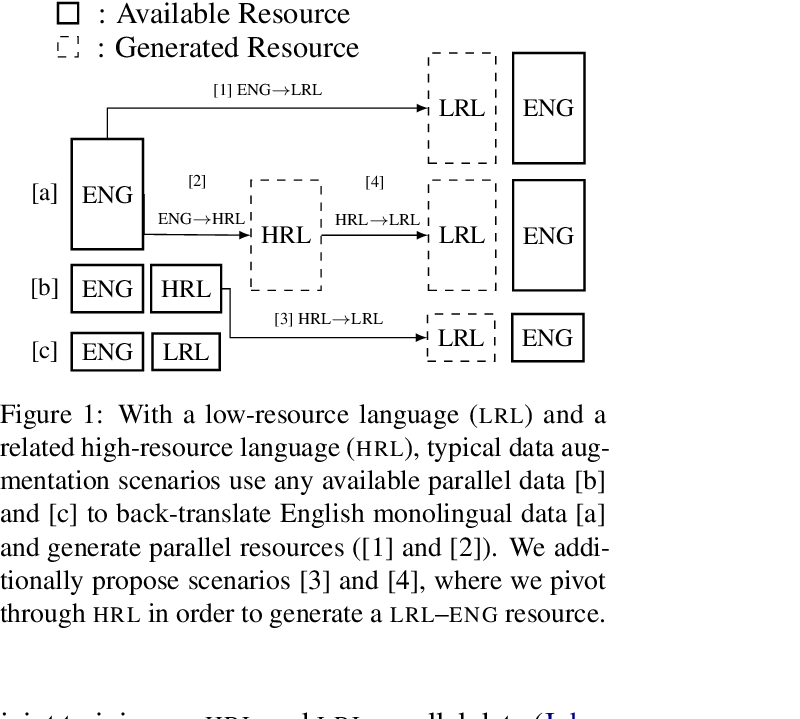 : Available Resource
: Generated Resource
[1] ENG→LRL
LRL ENG
[a] ENG
[2]
ENG→HRL
HRL
[4]
HRL→LRL
LRL ENG
[b] ENG HRL
[3] HRL→LRL
LRL ENG
[c] ENG LRL
Figure 1: With a low-resource language (LRL) and a
related high-resource language (HRL), typical data aug-
mentation scenarios use any available parallel data [b]
and [c] to back-translate English monolingual data [a]
and generate parallel resources ([1] and [2]). We addi-
tionally propose scenarios [3] and [4], where we pivot
through HRL in order to generate a LRL–ENG resource.